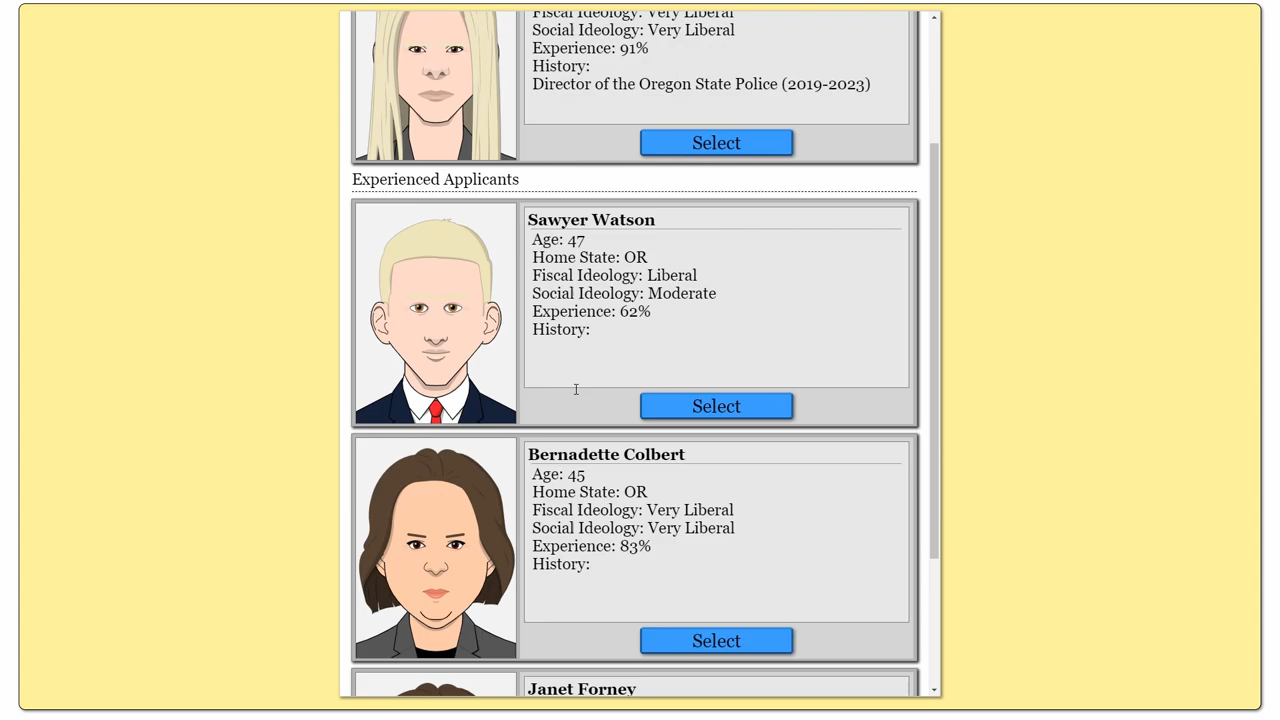 Fiscal Ideology: Very Liberal
Social Ideology: Very Liberal
Experience: 91%
History:
Director of the Oregon State Police (2019-2023)
Select
Experienced Applicants
Sawyer Watson
Age: 47
Home State: OR
Fiscal Ideology: Liberal
Social Ideology: Moderate
Experience: 62%
History:
Select
Bernadette Colbert
Age: 45
Home State: OR
Fiscal Ideology: Very Liberal
Social Ideology: Very Liberal
Experience: 83%
History:
Select
Janet Forney